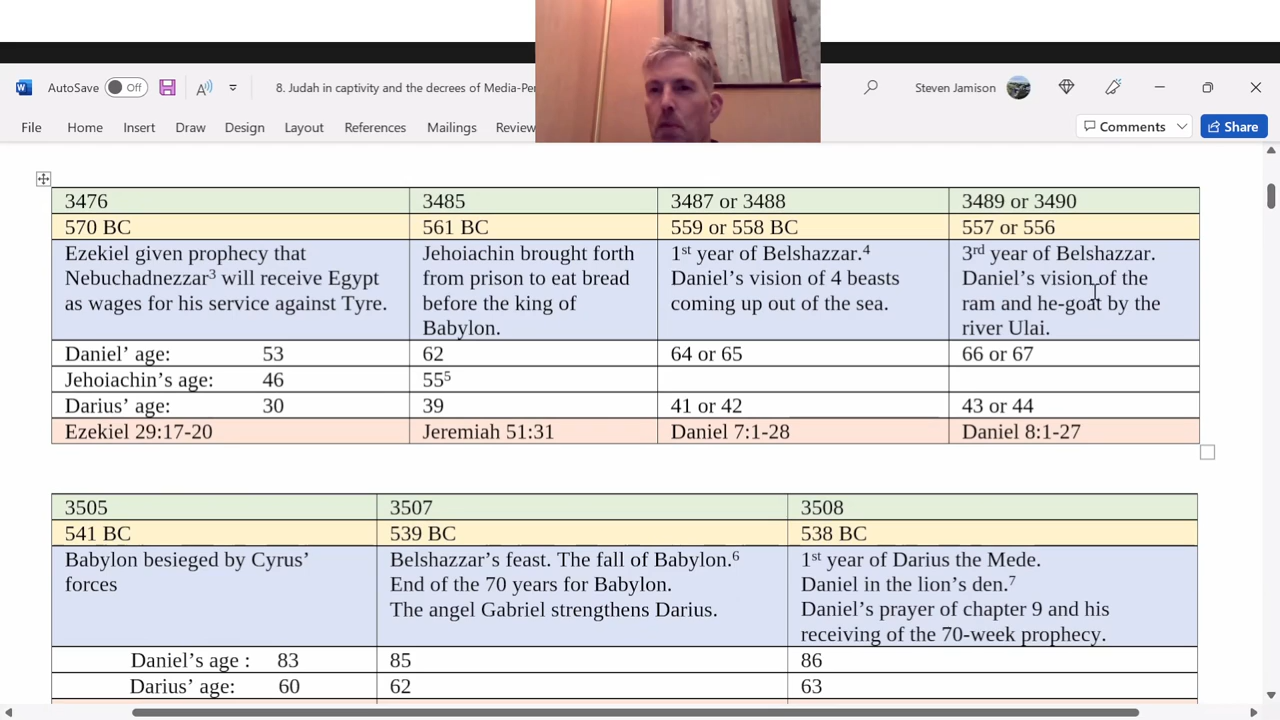 AutoSave Off 8. Judah in captivity and the decrees of Media-Pe Steven Jamison
File Home Insert Draw Design Layout References Mailings Review Comments Share
3476 3485 3487 or 3488 3489 or 3490
570 BC 561 BC 559 or 558 BC 557 or 556
Ezekiel given prophecy that Jehoiachin brought forth 1st year of Belshazzar.⁴ 3rd year of Belshazzar.
Nebuchadnezzar³ will receive Egypt from prison to eat bread Daniel’s vision of 4 beasts Daniel’s vision of the
as wages for his service against Tyre. before the king of coming up out of the sea. ram and he-goat by the
Babylon. river Ulai.
Daniel’ age: 53 62 64 or 65 66 or 67
Jehoiachin’s age: 46 55⁵
Darius’ age: 30 39 41 or 42 43 or 44
Ezekiel 29:17-20 Jeremiah 51:31 Daniel 7:1-28 Daniel 8:1-27
3505 3507 3508
541 BC 539 BC 538 BC
Babylon besieged by Cyrus’ Belshazzar’s feast. The fall of Babylon.⁶ 1st year of Darius the Mede.
forces End of the 70 years for Babylon. Daniel in the lion’s den.⁷
The angel Gabriel strengthens Darius. Daniel’s prayer of chapter 9 and his
receiving of the 70-week prophecy.
Daniel’s age : 83 85 86
Darius’ age: 60 62 63